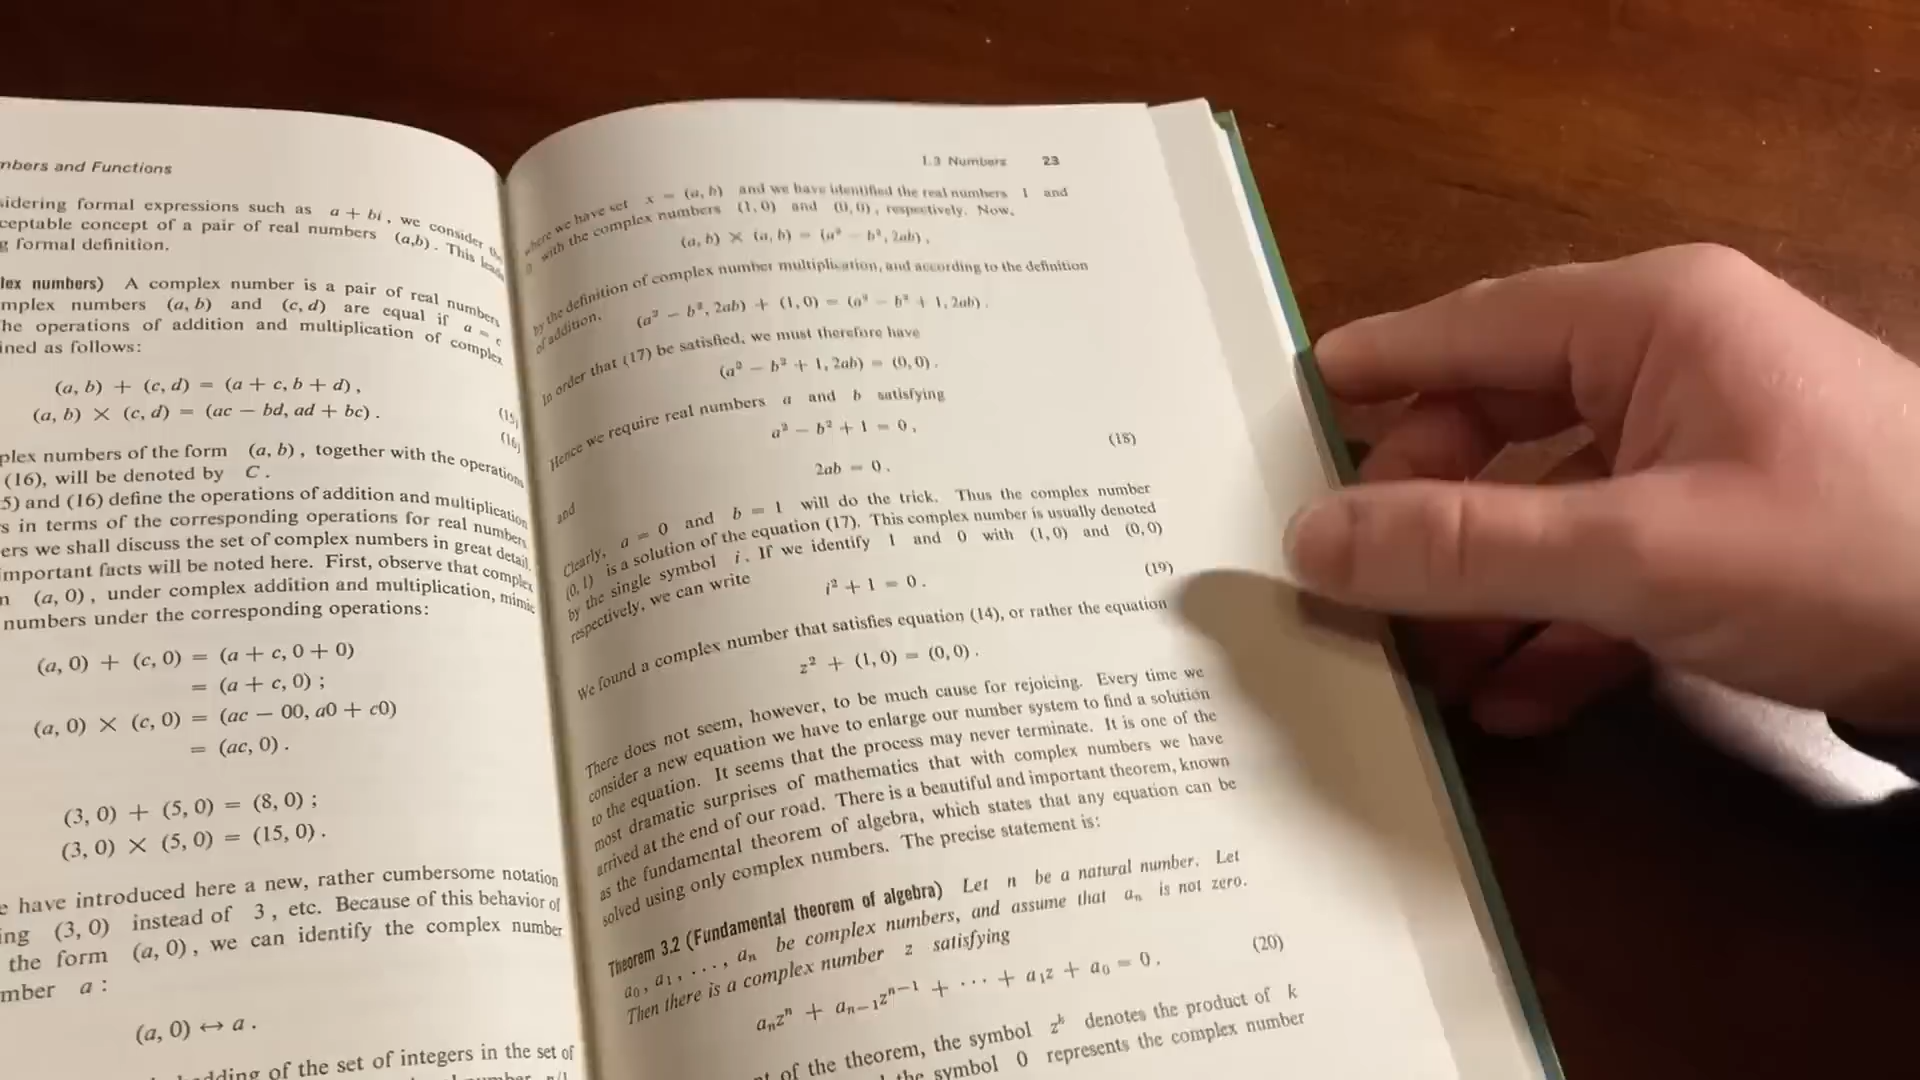 mbers and Functions
sidering formal expressions such as a + bi, we consider the
ceptable concept of a pair of real numbers (a,b). This leads
g formal definition.
lex numbers) A complex number is a pair of real numbers
mplex numbers (a, b) and (c, d) are equal if a = c
he operations of addition and multiplication of complex
ined as follows:
(a, b) + (c, d) = (a + c, b + d),
(15)
(a, b) × (c, d) = (ac − bd, ad + bc).
(16)
plex numbers of the form (a, b), together with the operations
(16), will be denoted by C.
5) and (16) define the operations of addition and multiplication
s in terms of the corresponding operations for real numbers.
ers we shall discuss the set of complex numbers in great detail.
important facts will be noted here. First, observe that complex
n (a, 0), under complex addition and multiplication, mimic
numbers under the corresponding operations:
(a, 0) + (c, 0) = (a + c, 0 + 0)
= (a + c, 0);
(a, 0) × (c, 0) = (ac − 00, a0 + c0)
= (ac, 0).
(3, 0) + (5, 0) = (8, 0);
(3, 0) × (5, 0) = (15, 0).
e have introduced here a new, rather cumbersome notation
ing (3, 0) instead of 3, etc. Because of this behavior of
the form (a, 0), we can identify the complex number
mber a:
(a, 0) ↔ a.
dding of the set of integers in the set of
1.3 Numbers 23
where we have set x = (a, b) and we have identified the real numbers 1 and
0 with the complex numbers (1, 0) and (0, 0), respectively. Now,
(a, b) × (a, b) = (a² − b², 2ab),
by the definition of complex number multiplication, and according to the definition
of addition,
(a² − b², 2ab) + (1, 0) = (a² − b² + 1, 2ab).
In order that (17) be satisfied, we must therefore have
(a² − b² + 1, 2ab) = (0, 0).
Hence we require real numbers a and b satisfying
a² − b² + 1 = 0,
(18)
and
2ab = 0.
Clearly, a = 0 and b = 1 will do the trick. Thus the complex number
(0, 1) is a solution of the equation (17). This complex number is usually denoted
by the single symbol i. If we identify 1 and 0 with (1, 0) and (0, 0)
respectively, we can write
i² + 1 = 0.
(19)
We found a complex number that satisfies equation (14), or rather the equation
z² + (1, 0) = (0, 0).
There does not seem, however, to be much cause for rejoicing. Every time we
consider a new equation we have to enlarge our number system to find a solution
to the equation. It seems that the process may never terminate. It is one of the
most dramatic surprises of mathematics that with complex numbers we have
arrived at the end of our road. There is a beautiful and important theorem, known
as the fundamental theorem of algebra, which states that any equation can be
solved using only complex numbers. The precise statement is:
Theorem 3.2 (Fundamental theorem of algebra) Let n be a natural number. Let
a₀, a₁, . . . , aₙ be complex numbers, and assume that aₙ is not zero.
Then there is a complex number z satisfying
aₙzⁿ + aₙ₋₁zⁿ⁻¹ + ⋯ + a₁z + a₀ = 0.
(20)
of the theorem, the symbol zᵏ denotes the product of k
the symbol 0 represents the complex number